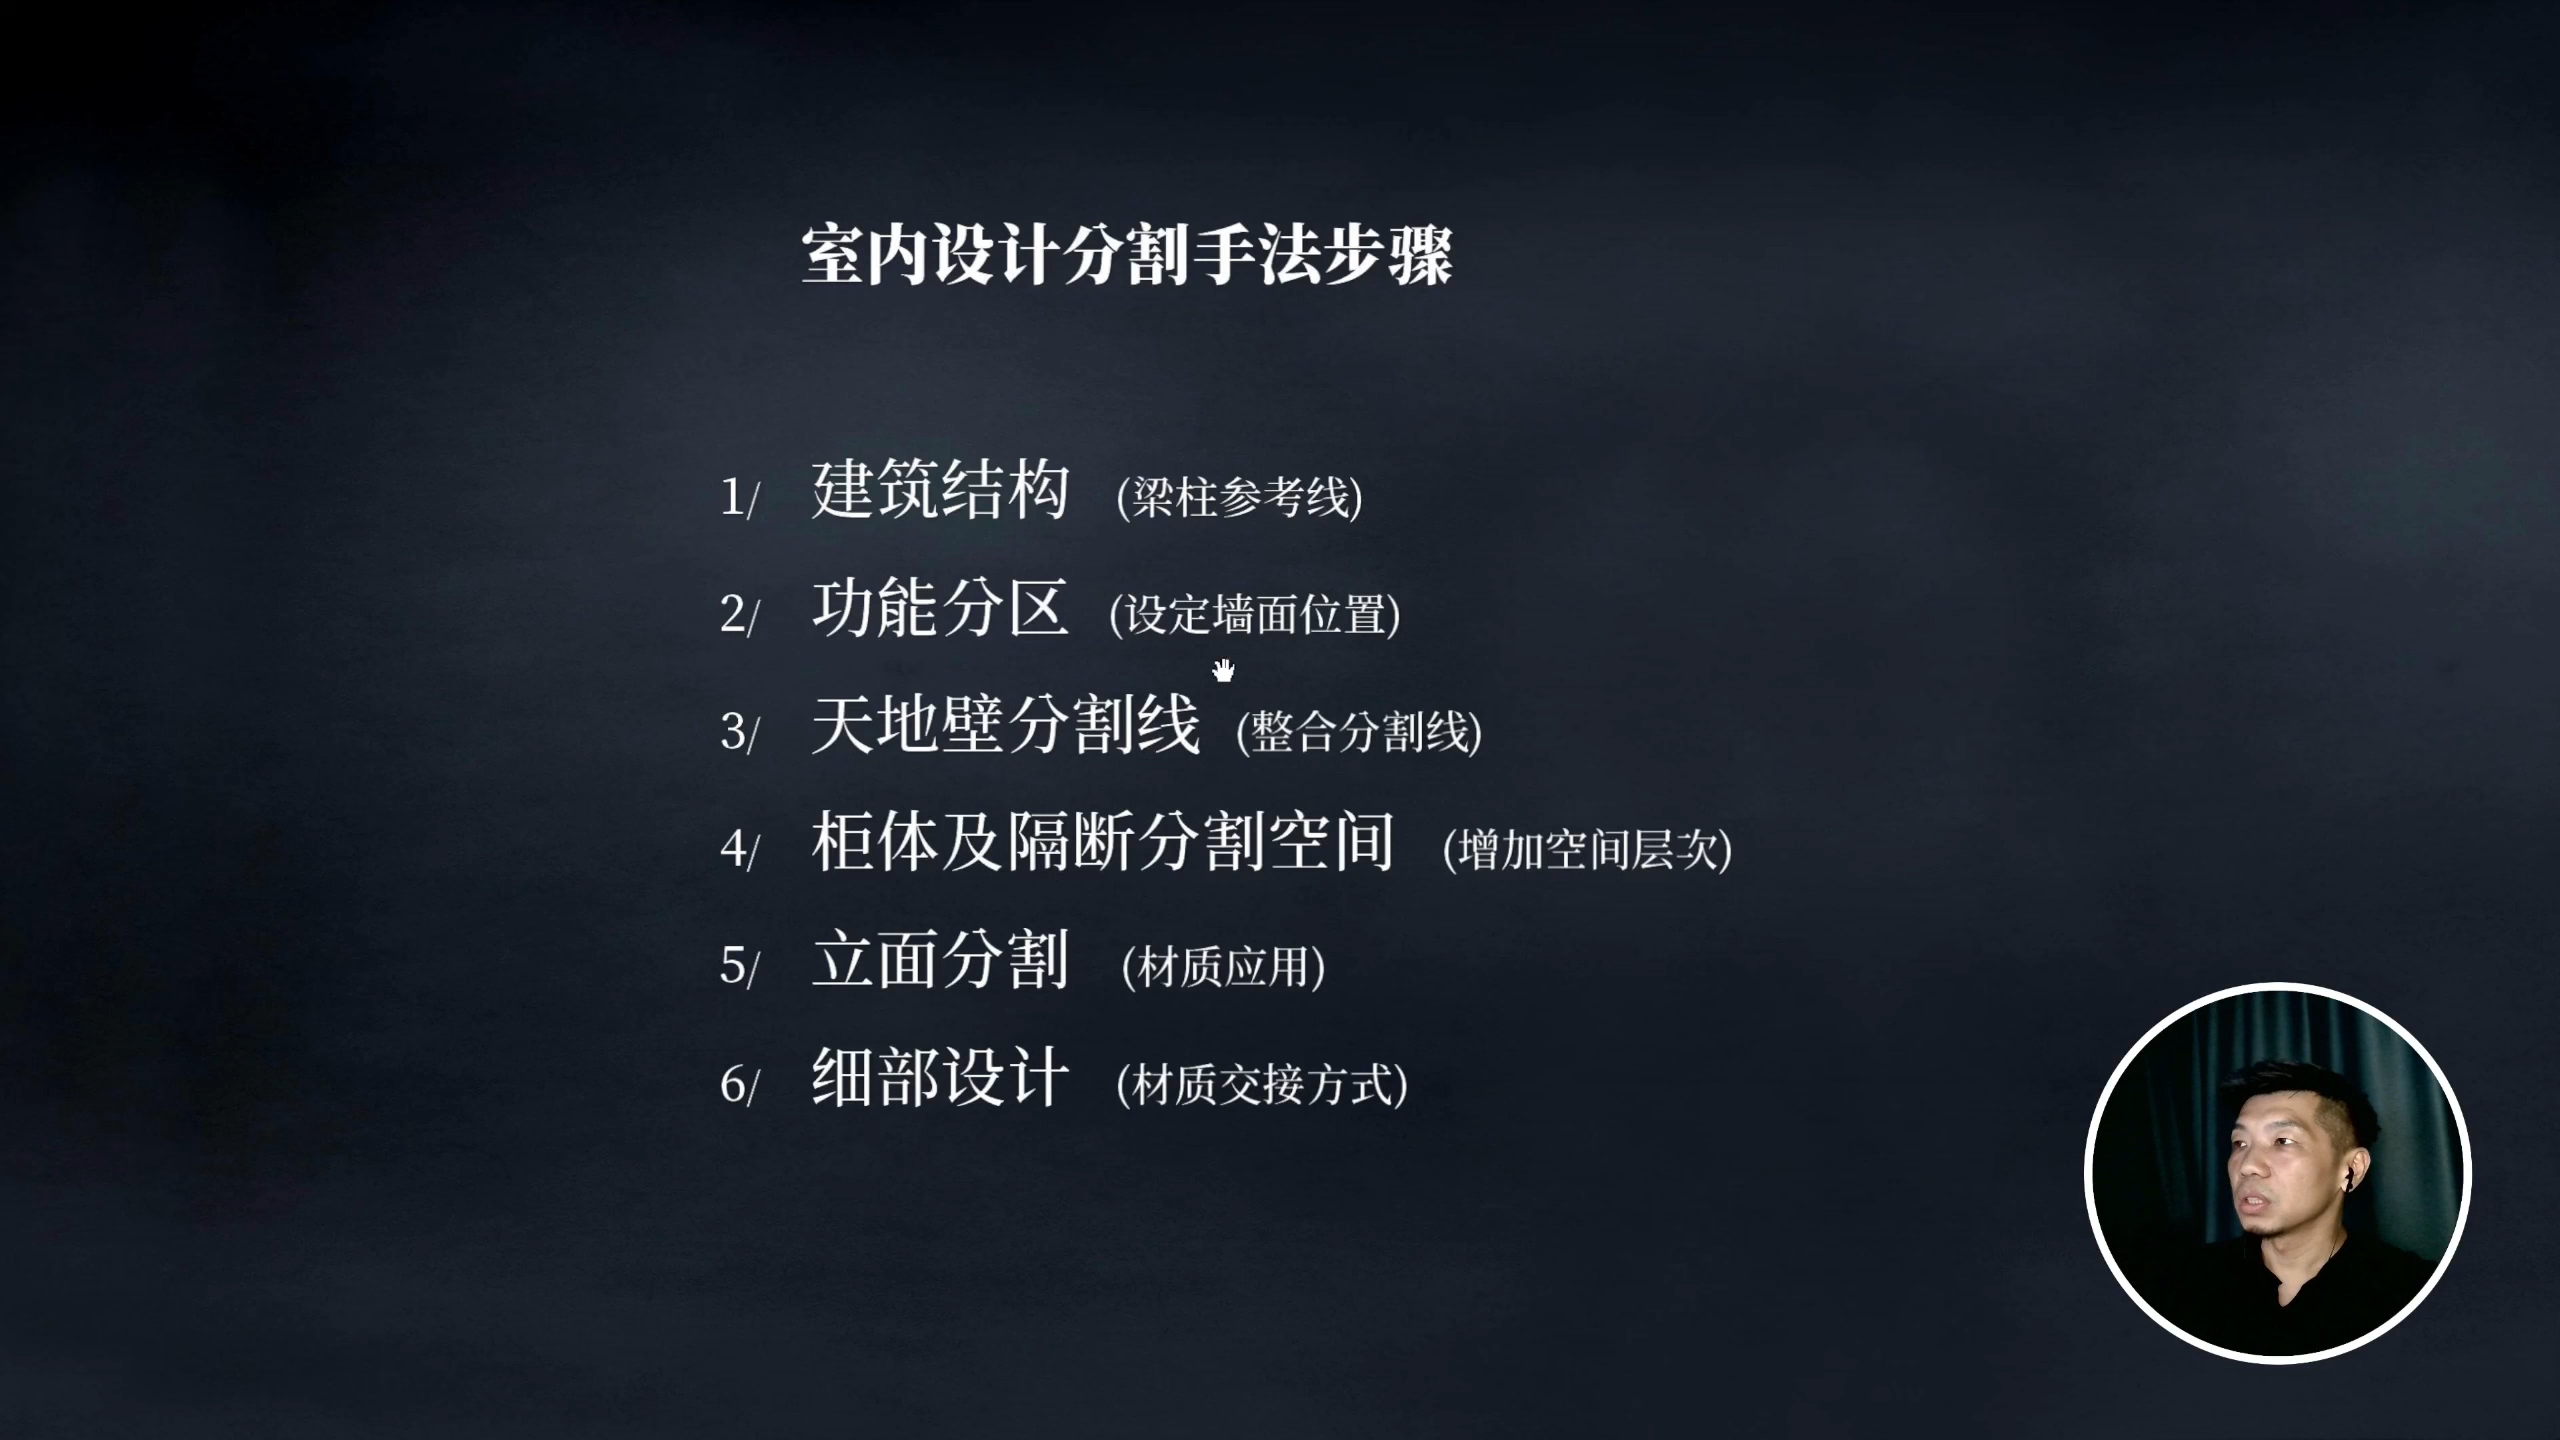 室内设计分割手法步骤
1/ 建筑结构 (梁柱参考线)
2/ 功能分区 (设定墙面位置)
3/ 天地壁分割线 (整合分割线)
4/ 柜体及隔断分割空间 (增加空间层次)
5/ 立面分割 (材质应用)
6/ 细部设计 (材质交接方式)